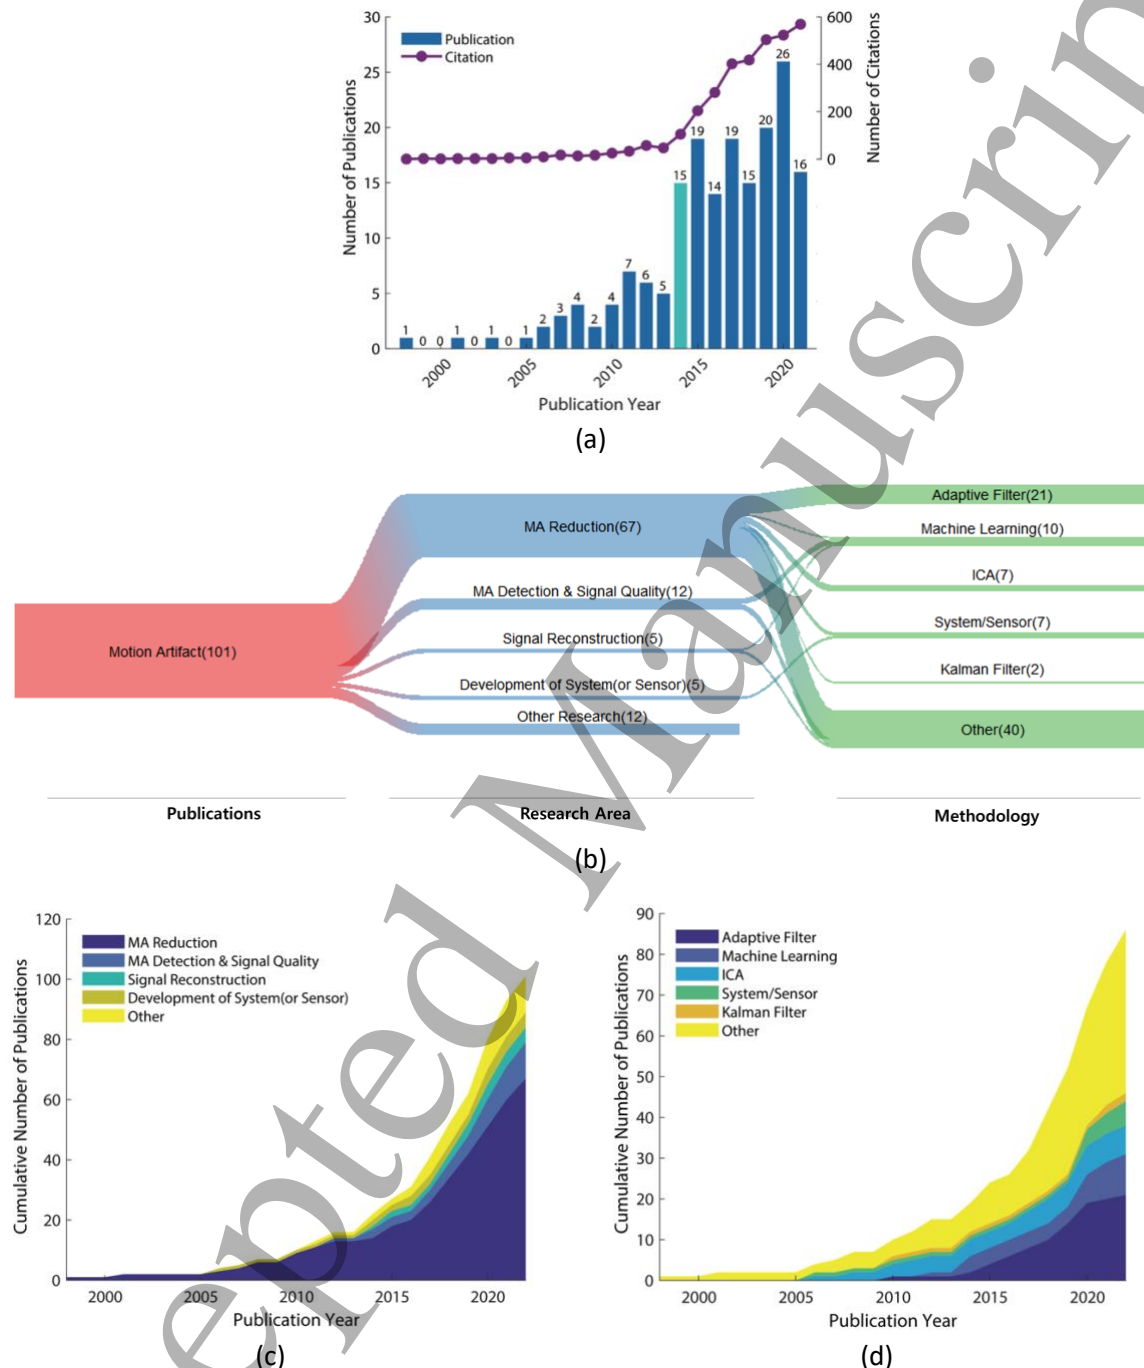 30
25
20
15
10
5
0
Number of Publications
Publication
Citation
600
400
200
0
Number of Citations
1
0
0
1
0
1
0
1
2
3
4
2
4
7
6
5
15
19
14
19
15
20
26
16
2000
2005
2010
2015
2020
Publication Year
(a)
Motion Artifact(101)
MA Reduction(67)
MA Detection & Signal Quality(12)
Signal Reconstruction(5)
Development of System(or Sensor)(5)
Other Research(12)
Adaptive Filter(21)
Machine Learning(10)
ICA(7)
System/Sensor(7)
Kalman Filter(2)
Other(40)
Publications
Research Area
Methodology
(b)
120
100
80
60
40
20
0
Cumulative Number of Publications
MA Reduction
MA Detection & Signal Quality
Signal Reconstruction
Development of System(or Sensor)
Other
2000
2005
2010
2015
2020
Publication Year
(c)
90
80
70
60
50
40
30
20
10
0
Cumulative Number of Publications
Adaptive Filter
Machine Learning
ICA
System/Sensor
Kalman Filter
Other
2000
2005
2010
2015
2020
Publication Year
(d)
epted Manuscrip